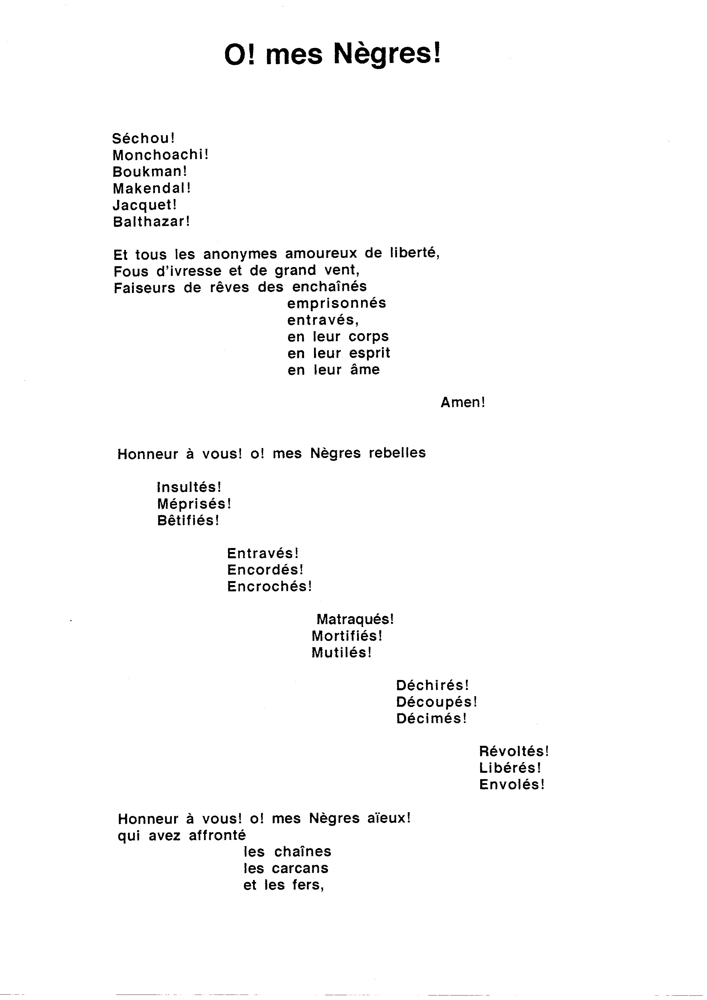 O! mes Nègres!
Séchou!
Monchoachi!
Boukman!
Makendal!
Jacquet!
Balthazar!
Et tous les anonymes amoureux de liberté,
Fous d'ivresse et de grand vent,
Faiseurs de rêves des enchaînés
emprisonnés
entravés,
en leur corps
en leur esprit
en leur âme
Amen!
Honneur à vous! o! mes Nègres rebelles
Insultés!
Méprisés!
Bêtifiés!
Entravés!
Encordés!
Encrochés!
Matraqués!
Mortifiés!
Mutilés!
Déchirés!
Découpés!
Décimés!
Révoltés!
Libérés!
Envolés!
Honneur à vous! o! mes Nègres aïeux!
qui avez affronté
les chaînes
les carcans
et les fers,